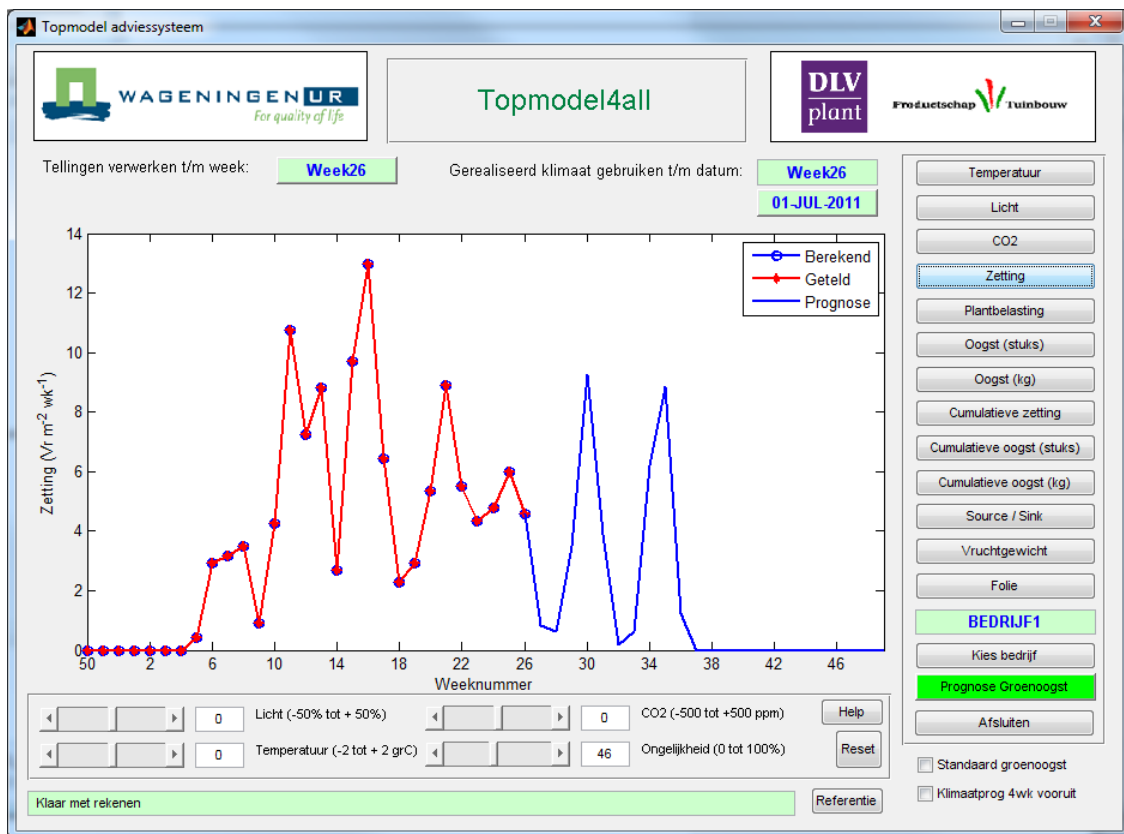 Topmodel adviessysteem
WAGENINGEN UR
For quality of life
Topmodel4all
DLV
plant
Productschap Tuinbouw
Tellingen verwerken t/m week:
Week26
Gerealiseerd klimaat gebruiken t/m datum:
Week26
01-JUL-2011
Zetting (Vr m⁻² wk⁻¹)
14
12
10
8
6
4
2
0
Berekend
Geteld
Prognose
50 2 6 10 14 18 22 26 30 34 38 42 46
Weeknummer
Temperatuur
Licht
CO2
Zetting
Plantbelasting
Oogst (stuks)
Oogst (kg)
Cumulatieve zetting
Cumulatieve oogst (stuks)
Cumulatieve oogst (kg)
Source / Sink
Vruchtgewicht
Folie
BEDRIJF1
Kies bedrijf
Prognose Groenoogst
Afsluiten
Standaard groenoogst
Klimaatprog 4wk vooruit
0 Licht (-50% tot + 50%)
0 CO2 (-500 tot +500 ppm)
Help
0 Temperatuur (-2 tot + 2 grC)
46 Ongelijkheid (0 tot 100%)
Reset
Klaar met rekenen
Referentie